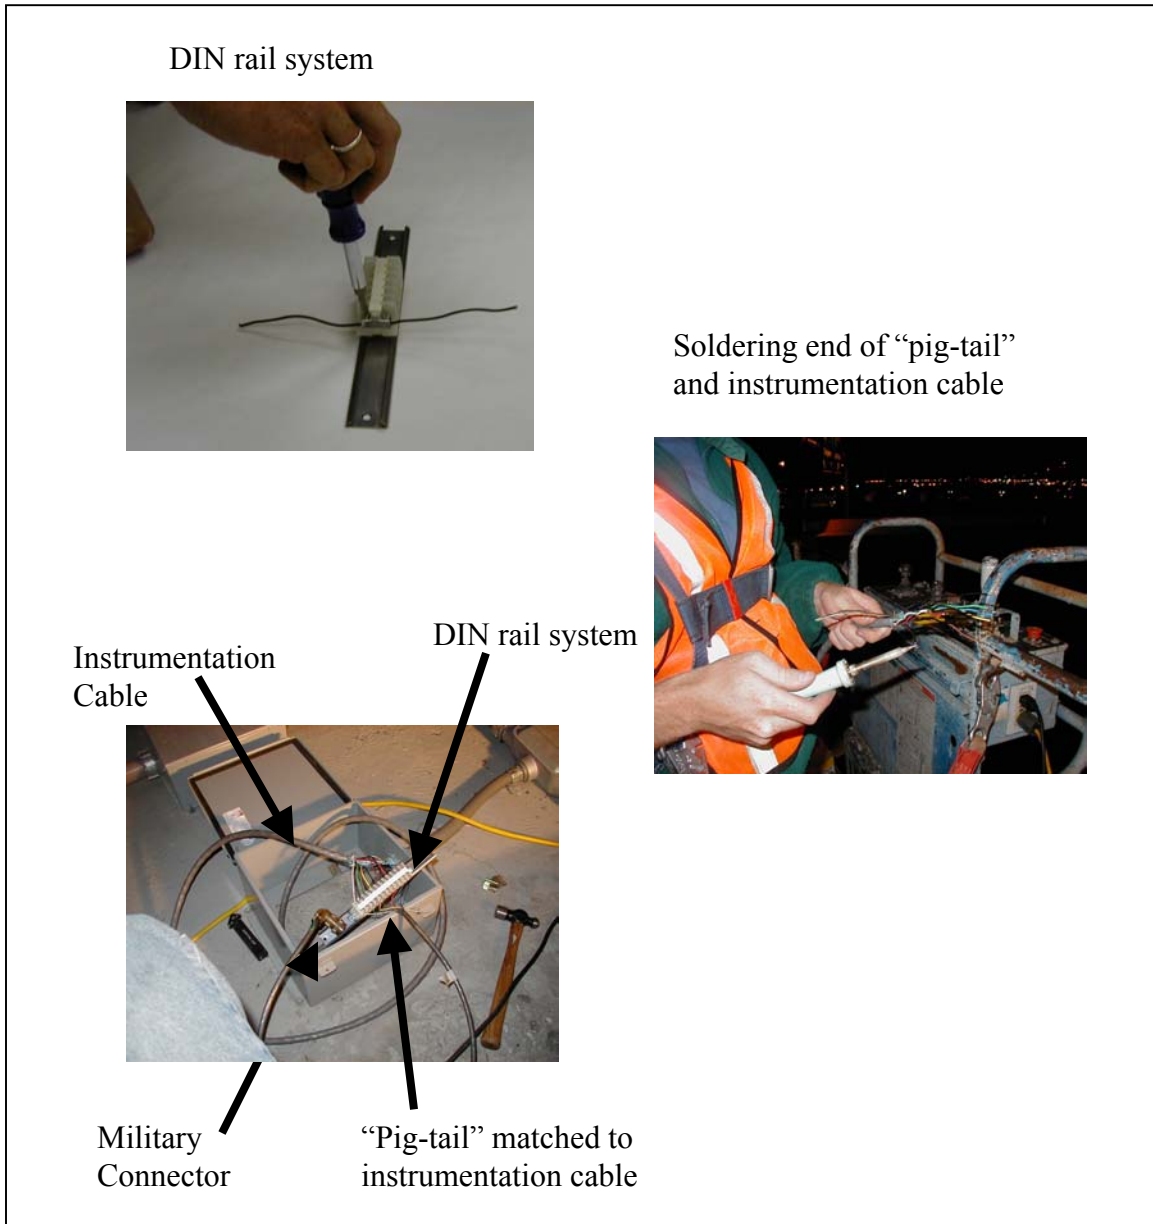 DIN rail system
Soldering end of “pig-tail”
and instrumentation cable
DIN rail system
Instrumentation
Cable
Military
Connector
“Pig-tail” matched to
instrumentation cable